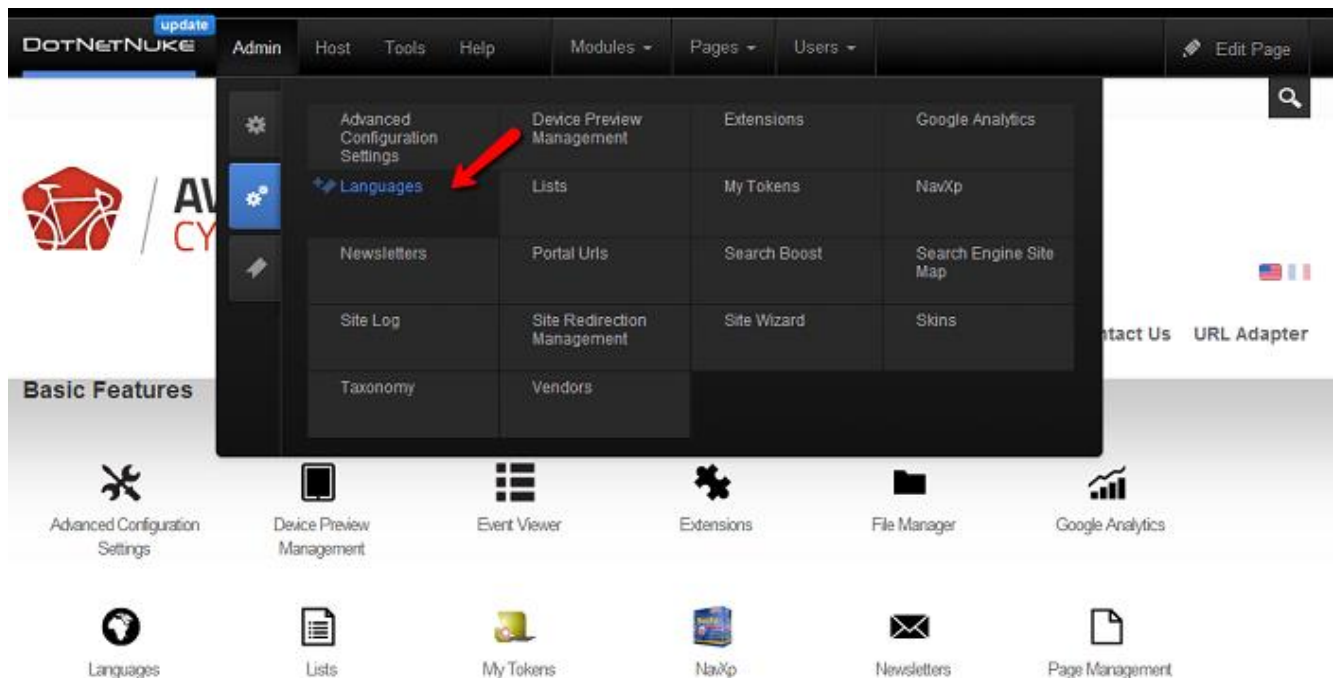 update
DOTNETNUKE Admin Host Tools Help Modules Pages Users Edit Page
Advanced Configuration Settings
Device Preview Management
Extensions
Google Analytics
Languages
Lists
My Tokens
NavXp
Newsletters
Portal Urls
Search Boost
Search Engine Site Map
Site Log
Site Redirection Management
Site Wizard
Skins
Taxonomy
Vendors
AV
CY
ntact Us URL Adapter
Basic Features
Advanced Configuration Settings
Device Preview Management
Event Viewer
Extensions
File Manager
Google Analytics
Languages
Lists
My Tokens
NavXp
Newsletters
Page Management